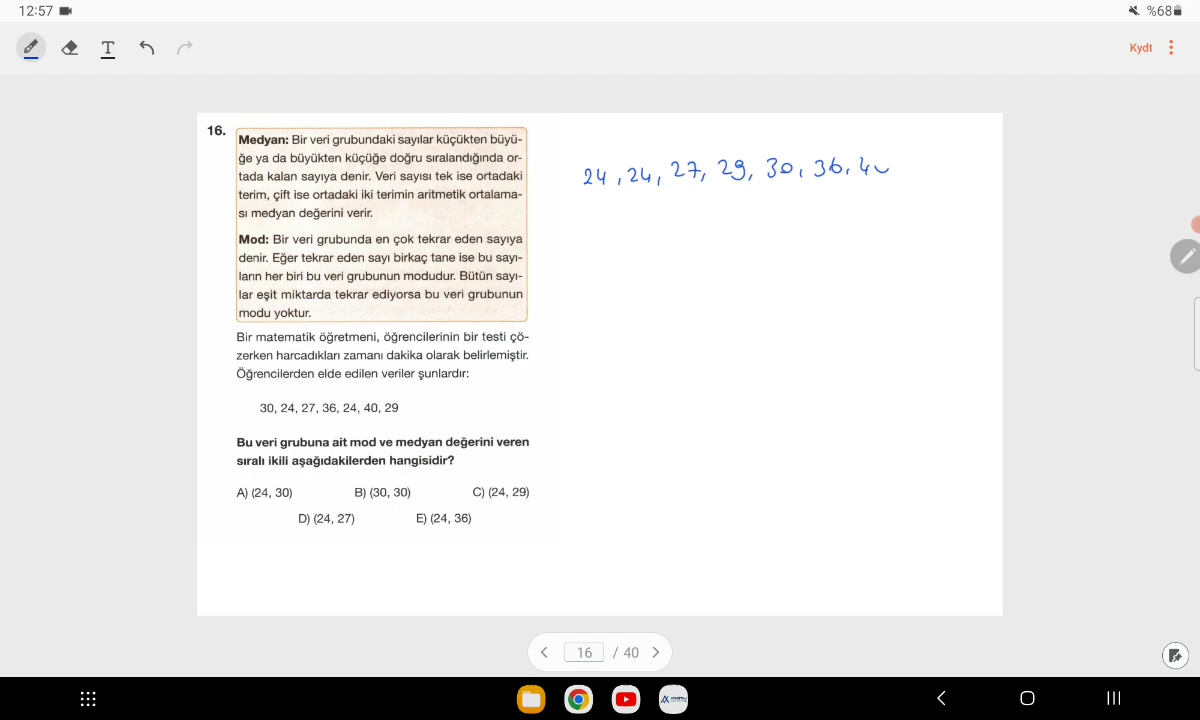 12:57
%68
T
Kydt
16.
Medyan: Bir veri grubundaki sayılar küçükten büyü-
ğe ya da büyükten küçüğe doğru sıralandığında or-
tada kalan sayıya denir. Veri sayısı tek ise ortadaki
terim, çift ise ortadaki iki terimin aritmetik ortalama-
sı medyan değerini verir.
Mod: Bir veri grubunda en çok tekrar eden sayıya
denir. Eğer tekrar eden sayı birkaç tane ise bu sayı-
ların her biri bu veri grubunun modudur. Bütün sayı-
lar eşit miktarda tekrar ediyorsa bu veri grubunun
modu yoktur.
Bir matematik öğretmeni, öğrencilerinin bir testi çö-
zerken harcadıkları zamanı dakika olarak belirlemiştir.
Öğrencilerden elde edilen veriler şunlardır:
30, 24, 27, 36, 24, 40, 29
Bu veri grubuna ait mod ve medyan değerini veren
sıralı ikili aşağıdakilerden hangisidir?
A) (24, 30) B) (30, 30) C) (24, 29)
D) (24, 27) E) (24, 36)
24, 24, 27, 29, 30, 36, 40
16 / 40